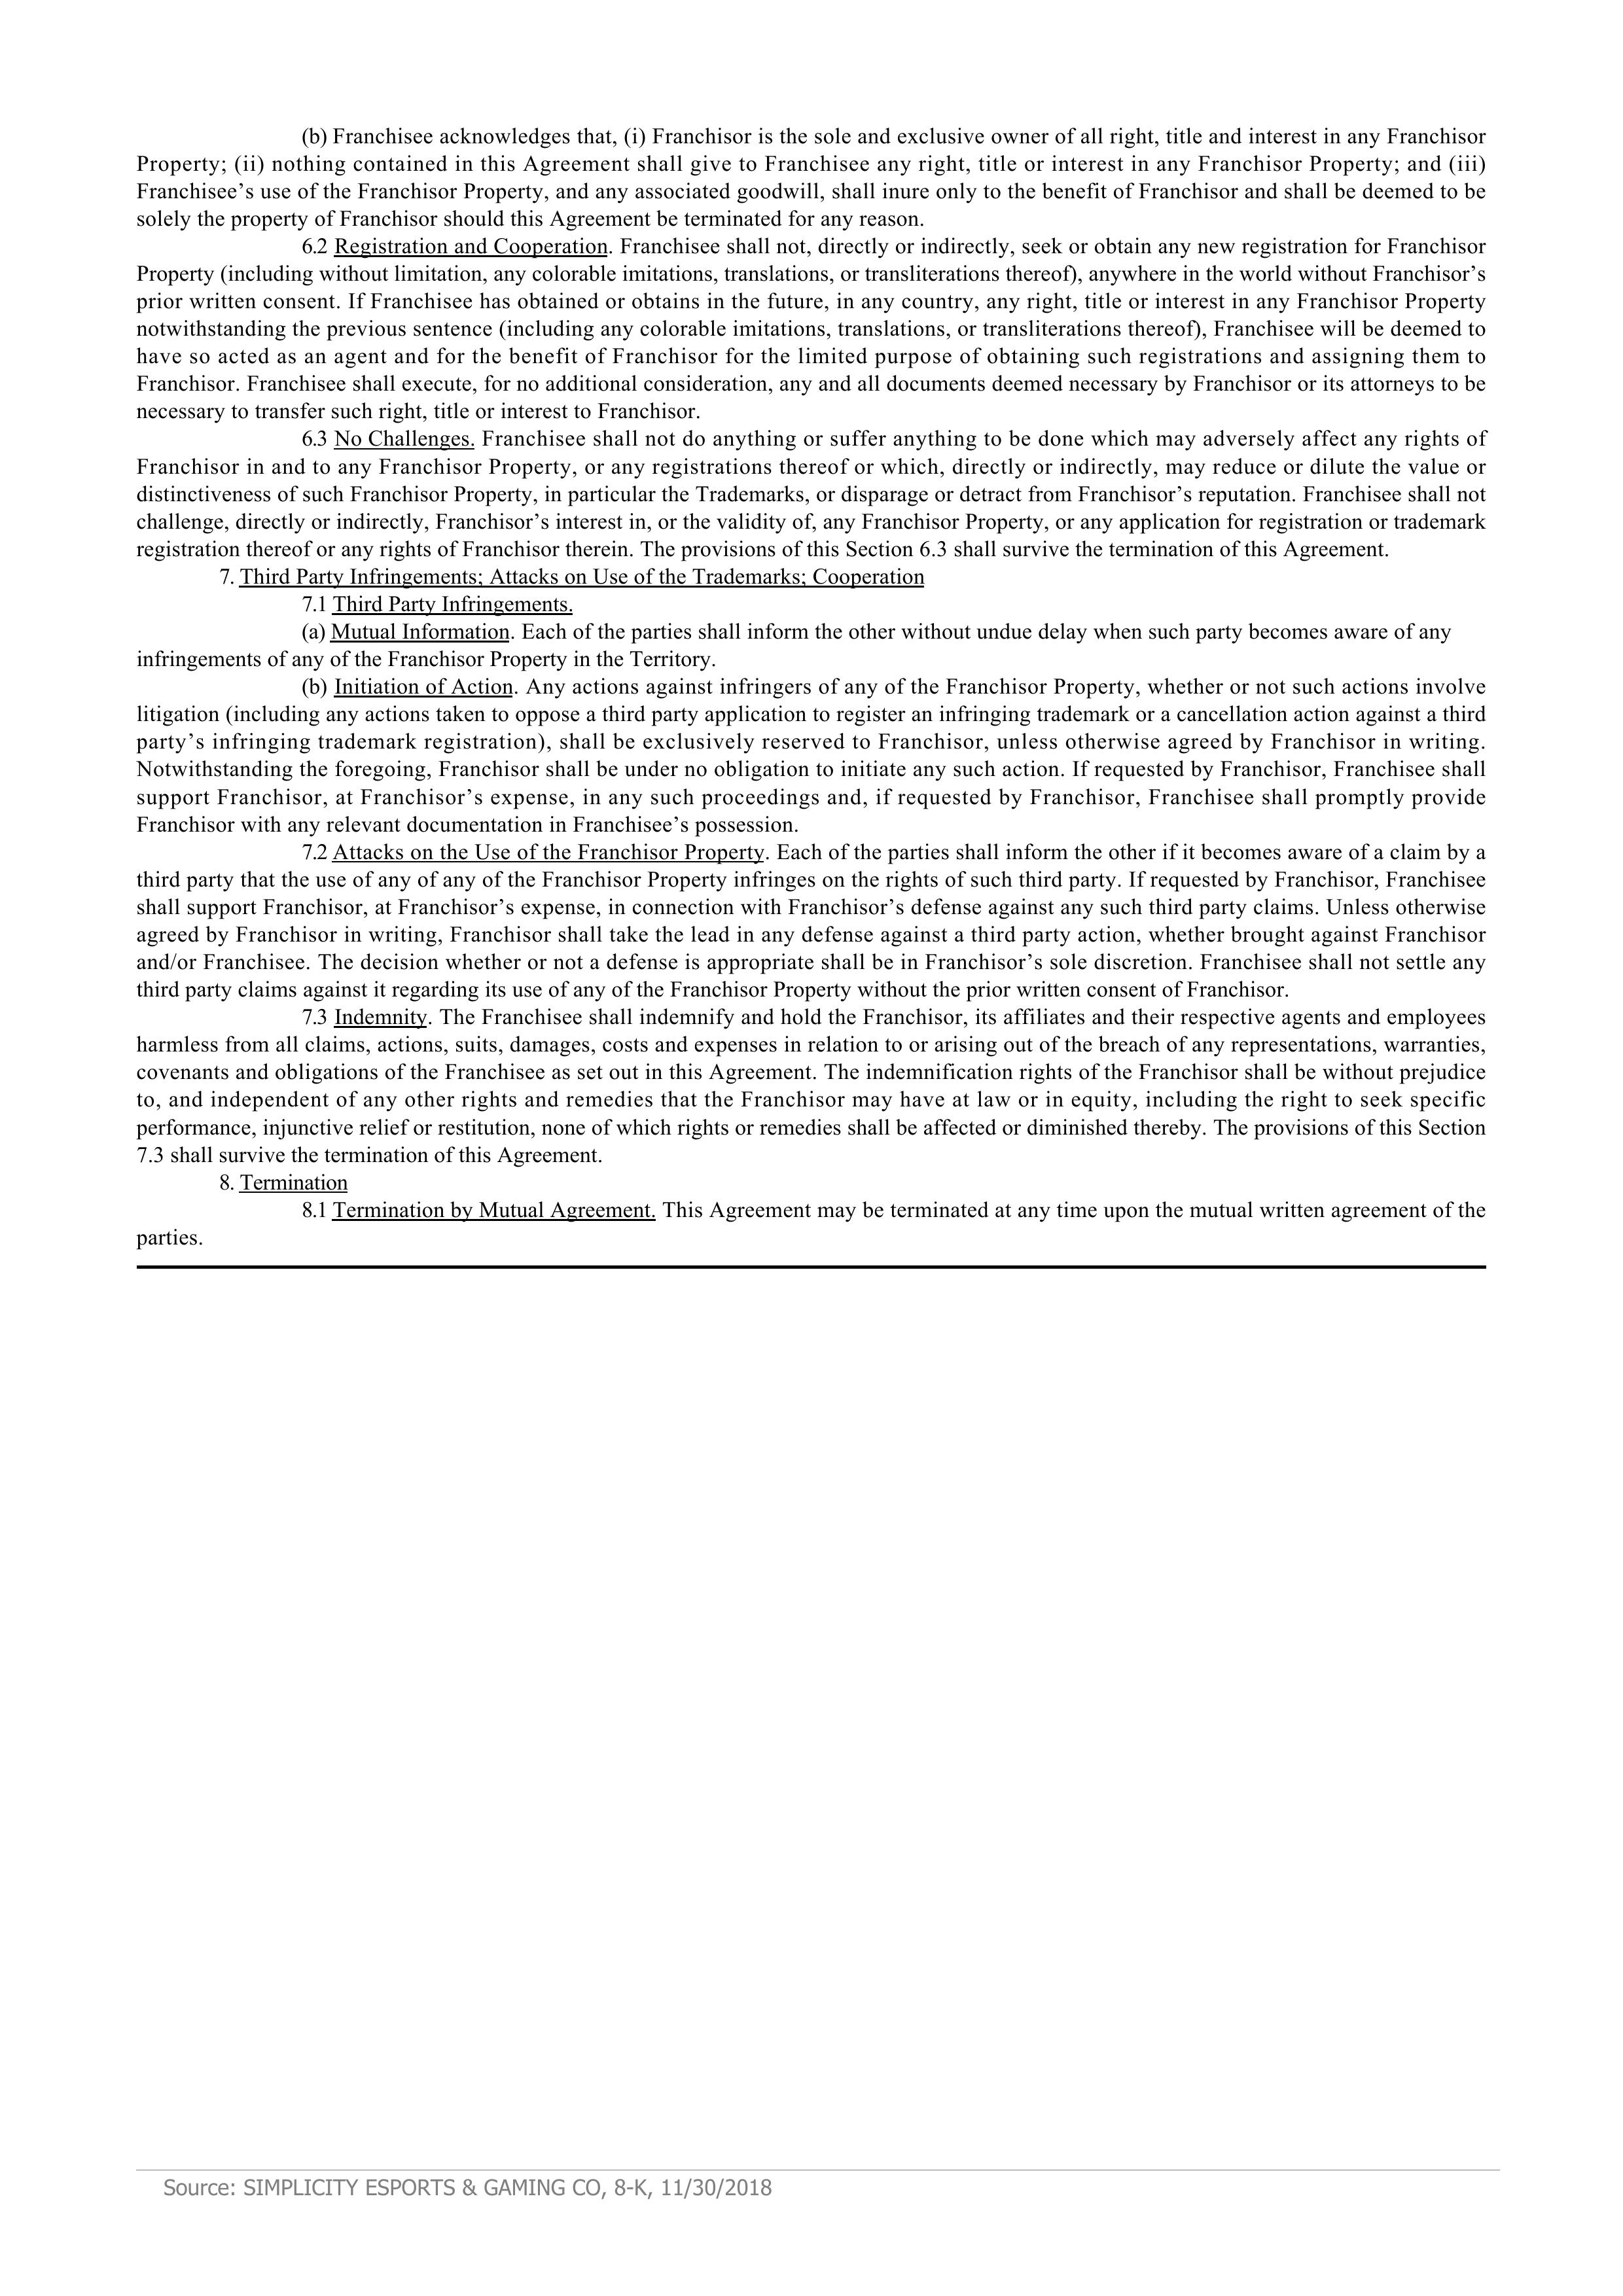 (b) Franchisee acknowledges that, (i) Franchisor is the sole and exclusive owner of all right, title and interest in any Franchisor
Property; (ii) nothing contained in this Agreement shall give to Franchisee any right, title or interest in any Franchisor Property; and (iii)
Franchisee’s use of the Franchisor Property, and any associated goodwill, shall inure only to the benefit of Franchisor and shall be deemed to be
solely the property of Franchisor should this Agreement be terminated for any reason.
6.2 Registration and Cooperation. Franchisee shall not, directly or indirectly, seek or obtain any new registration for Franchisor
Property (including without limitation, any colorable imitations, translations, or transliterations thereof), anywhere in the world without Franchisor’s
prior written consent. If Franchisee has obtained or obtains in the future, in any country, any right, title or interest in any Franchisor Property
notwithstanding the previous sentence (including any colorable imitations, translations, or transliterations thereof), Franchisee will be deemed to
have so acted as an agent and for the benefit of Franchisor for the limited purpose of obtaining such registrations and assigning them to
Franchisor. Franchisee shall execute, for no additional consideration, any and all documents deemed necessary by Franchisor or its attorneys to be
necessary to transfer such right, title or interest to Franchisor.
6.3 No Challenges. Franchisee shall not do anything or suffer anything to be done which may adversely affect any rights of
Franchisor in and to any Franchisor Property, or any registrations thereof or which, directly or indirectly, may reduce or dilute the value or
distinctiveness of such Franchisor Property, in particular the Trademarks, or disparage or detract from Franchisor’s reputation. Franchisee shall not
challenge, directly or indirectly, Franchisor’s interest in, or the validity of, any Franchisor Property, or any application for registration or trademark
registration thereof or any rights of Franchisor therein. The provisions of this Section 6.3 shall survive the termination of this Agreement.
7. Third Party Infringements; Attacks on Use of the Trademarks; Cooperation
7.1 Third Party Infringements.
(a) Mutual Information. Each of the parties shall inform the other without undue delay when such party becomes aware of any
infringements of any of the Franchisor Property in the Territory.
(b) Initiation of Action. Any actions against infringers of any of the Franchisor Property, whether or not such actions involve
litigation (including any actions taken to oppose a third party application to register an infringing trademark or a cancellation action against a third
party’s infringing trademark registration), shall be exclusively reserved to Franchisor, unless otherwise agreed by Franchisor in writing.
Notwithstanding the foregoing, Franchisor shall be under no obligation to initiate any such action. If requested by Franchisor, Franchisee shall
support Franchisor, at Franchisor’s expense, in any such proceedings and, if requested by Franchisor, Franchisee shall promptly provide
Franchisor with any relevant documentation in Franchisee’s possession.
7.2 Attacks on the Use of the Franchisor Property. Each of the parties shall inform the other if it becomes aware of a claim by a
third party that the use of any of any of the Franchisor Property infringes on the rights of such third party. If requested by Franchisor, Franchisee
shall support Franchisor, at Franchisor’s expense, in connection with Franchisor’s defense against any such third party claims. Unless otherwise
agreed by Franchisor in writing, Franchisor shall take the lead in any defense against a third party action, whether brought against Franchisor
and/or Franchisee. The decision whether or not a defense is appropriate shall be in Franchisor’s sole discretion. Franchisee shall not settle any
third party claims against it regarding its use of any of the Franchisor Property without the prior written consent of Franchisor.
7.3 Indemnity. The Franchisee shall indemnify and hold the Franchisor, its affiliates and their respective agents and employees
harmless from all claims, actions, suits, damages, costs and expenses in relation to or arising out of the breach of any representations, warranties,
covenants and obligations of the Franchisee as set out in this Agreement. The indemnification rights of the Franchisor shall be without prejudice
to, and independent of any other rights and remedies that the Franchisor may have at law or in equity, including the right to seek specific
performance, injunctive relief or restitution, none of which rights or remedies shall be affected or diminished thereby. The provisions of this Section
7.3 shall survive the termination of this Agreement.
8. Termination
8.1 Termination by Mutual Agreement. This Agreement may be terminated at any time upon the mutual written agreement of the
parties.
Source: SIMPLICITY ESPORTS & GAMING CO, 8-K, 11/30/2018